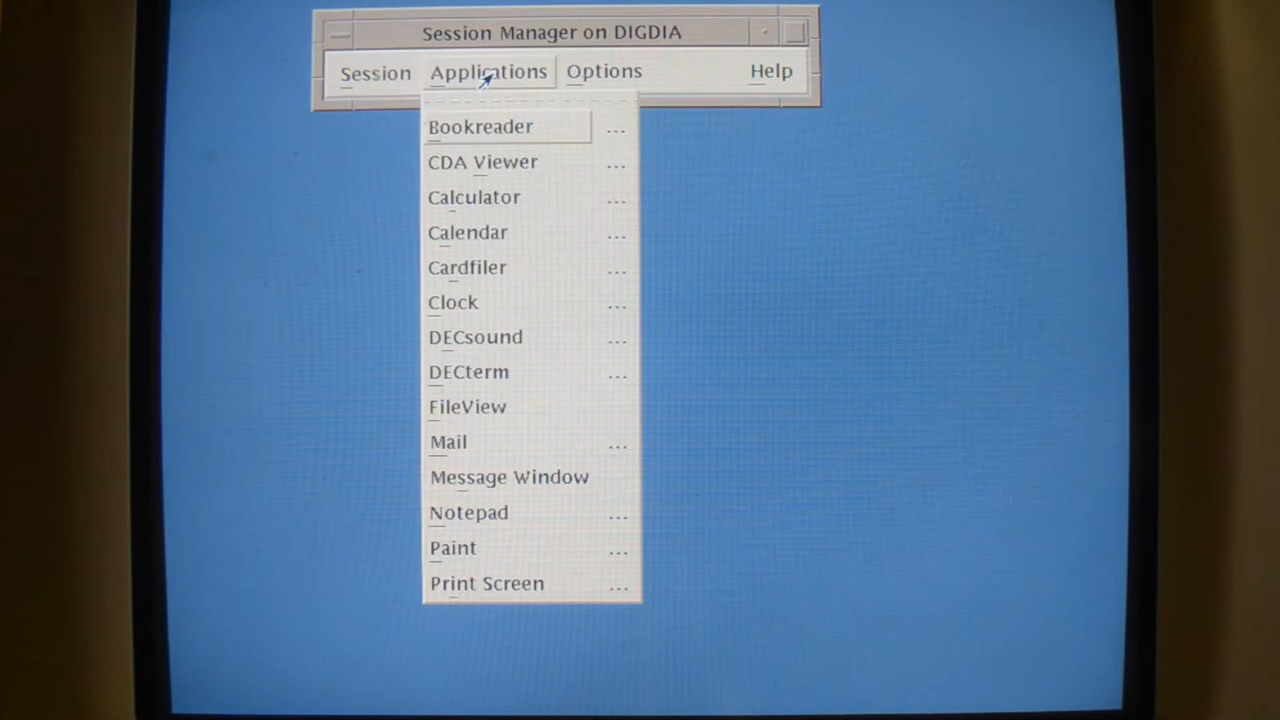 Session Manager on DIGDIA
Session Applications Options Help
Bookreader ...
CDA Viewer ...
Calculator ...
Calendar ...
Cardfiler ...
Clock ...
DECsound ...
DECterm ...
FileView
Mail ...
Message Window
Notepad ...
Paint ...
Print Screen ...